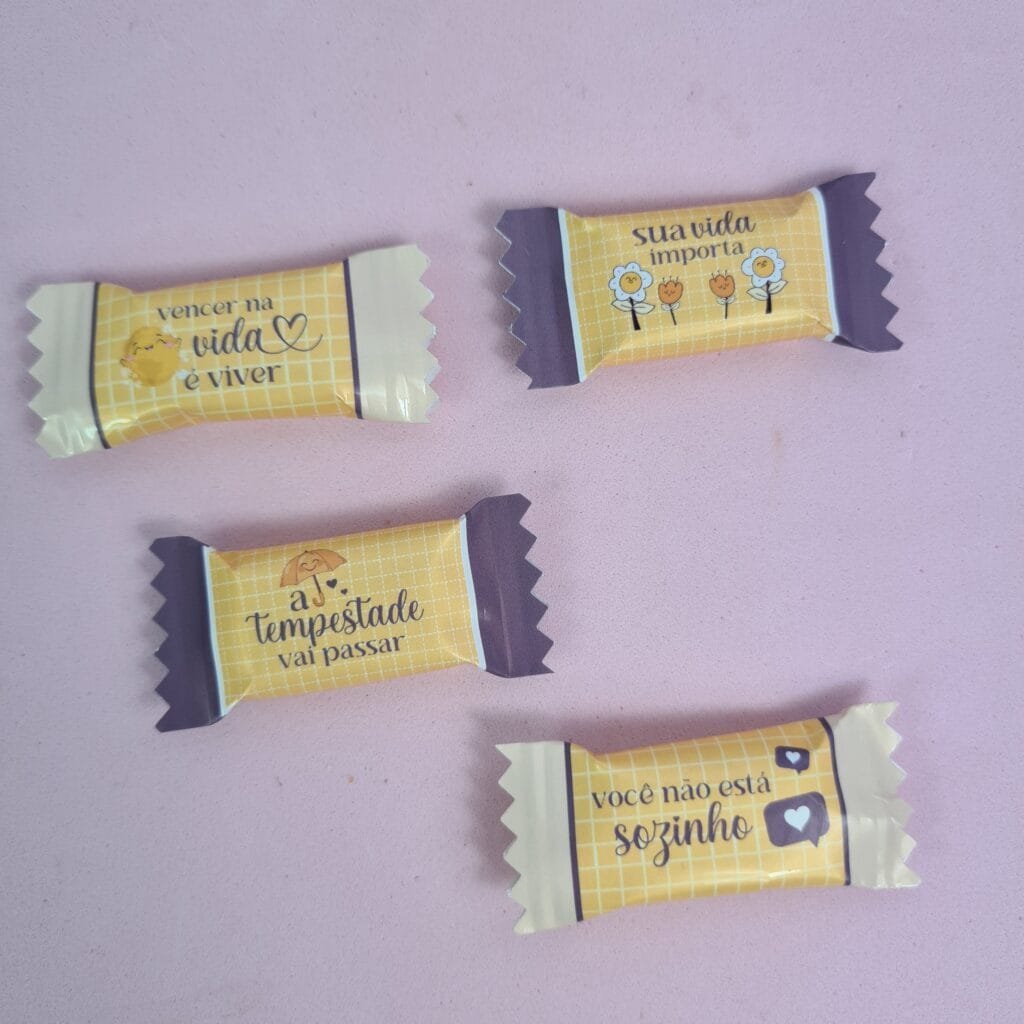 vencer na
vida
é viver
sua vida
importa
a
tempestade
vai passar
você não está
sozinho